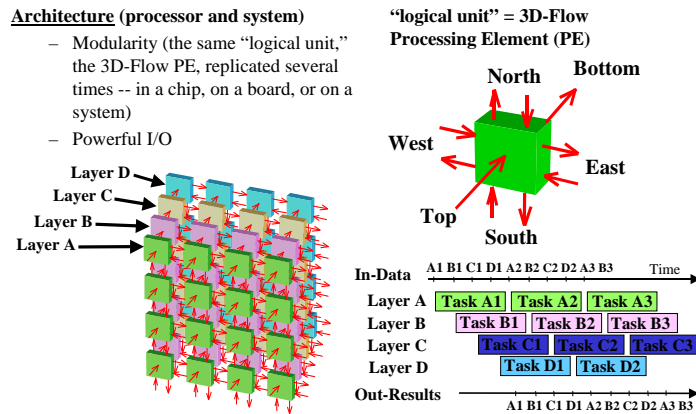 Architecture (processor and system)
– Modularity (the same “logical unit,”
the 3D-Flow PE, replicated several
times -- in a chip, on a board, or on a
system)
– Powerful I/O
Layer D
Layer C
Layer B
Layer A
“logical unit” = 3D-Flow
Processing Element (PE)
North
Bottom
West
East
Top
South
In-Data
A1 B1 C1 D1 A2 B2 C2 D2 A3 B3
Time
Layer A
Task A1
Task A2
Task A3
Layer B
Task B1
Task B2
Task B3
Layer C
Task C1
Task C2
Task C3
Layer D
Task D1
Task D2
Out-Results
A1 B1 C1 D1 A2 B2 C2 D2 A3 B3